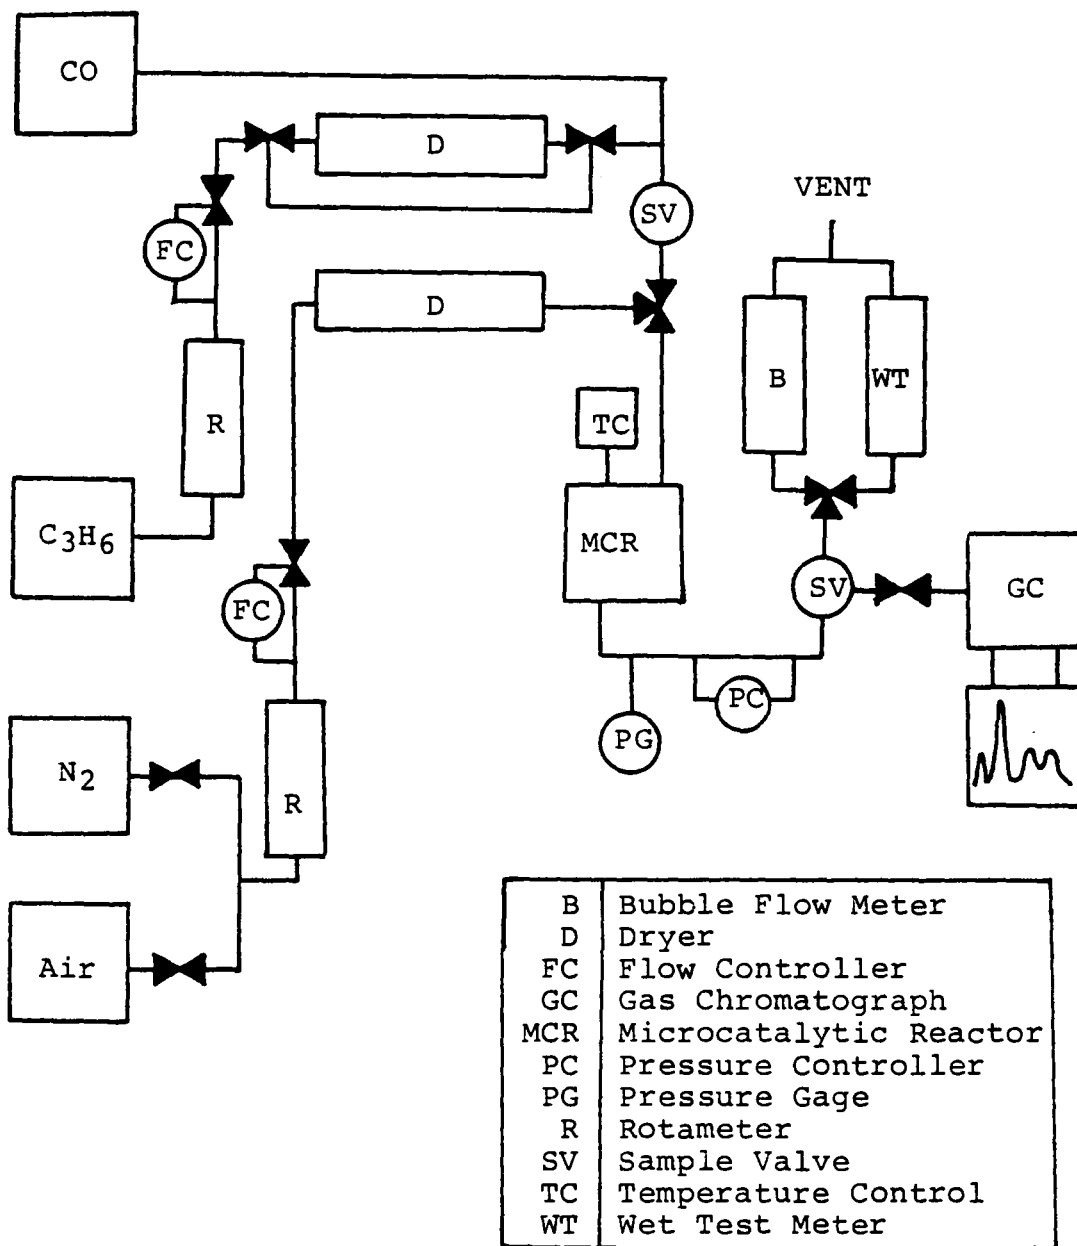 CO
D
VENT
SV
FC
D
B
WT
R
TC
C3H6
MCR
SV
GC
FC
PC
PG
N2
R
Air
B Bubble Flow Meter
D Dryer
FC Flow Controller
GC Gas Chromatograph
MCR Microcatalytic Reactor
PC Pressure Controller
PG Pressure Gage
R Rotameter
SV Sample Valve
TC Temperature Control
WT Wet Test Meter